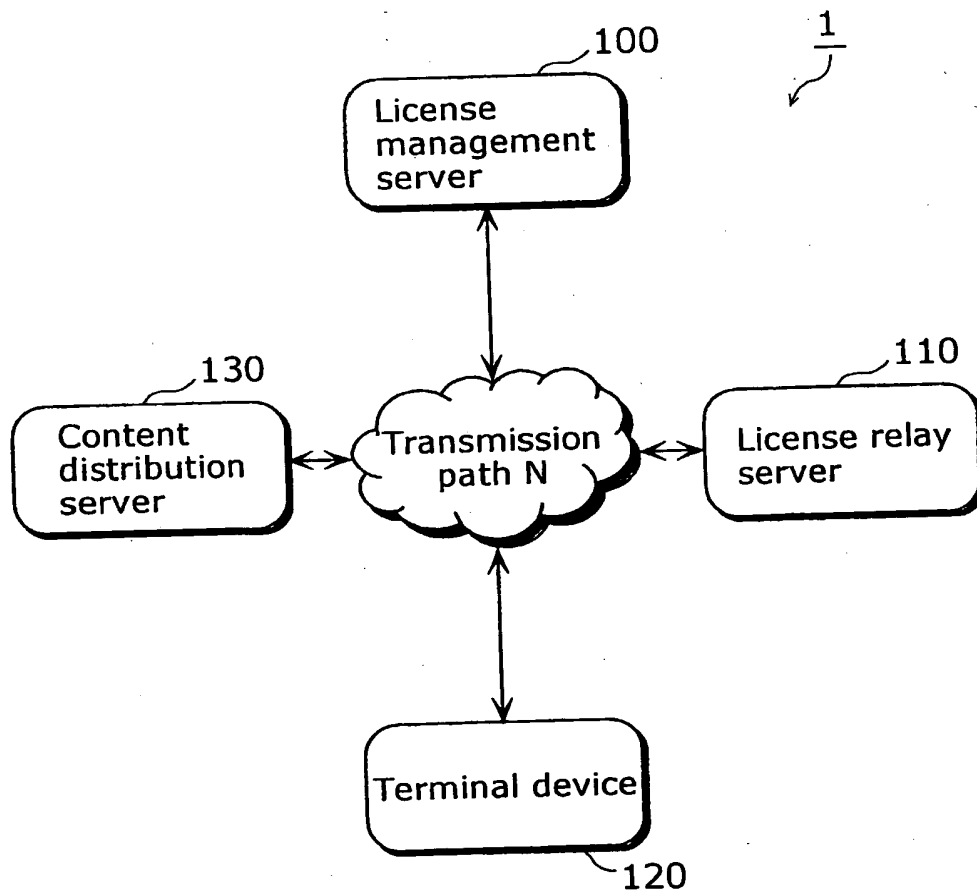 1
100
License
management
server
130
Content
distribution
server
Transmission
path N
110
License relay
server
Terminal device
120